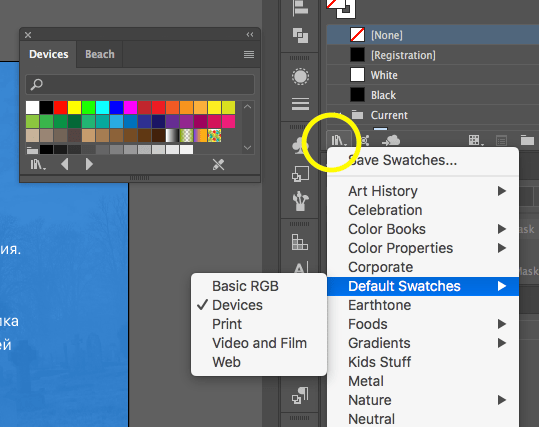 Devices
Beach
[None]
[Registration]
White
Black
Current
Save Swatches...
Art History
Celebration
Color Books
Color Properties
Corporate
Default Swatches
Earthtone
Foods
Gradients
Kids Stuff
Metal
Nature
Neutral
Basic RGB
Devices
Print
Video and Film
Web
ия.
лка
ей
ask
Mask